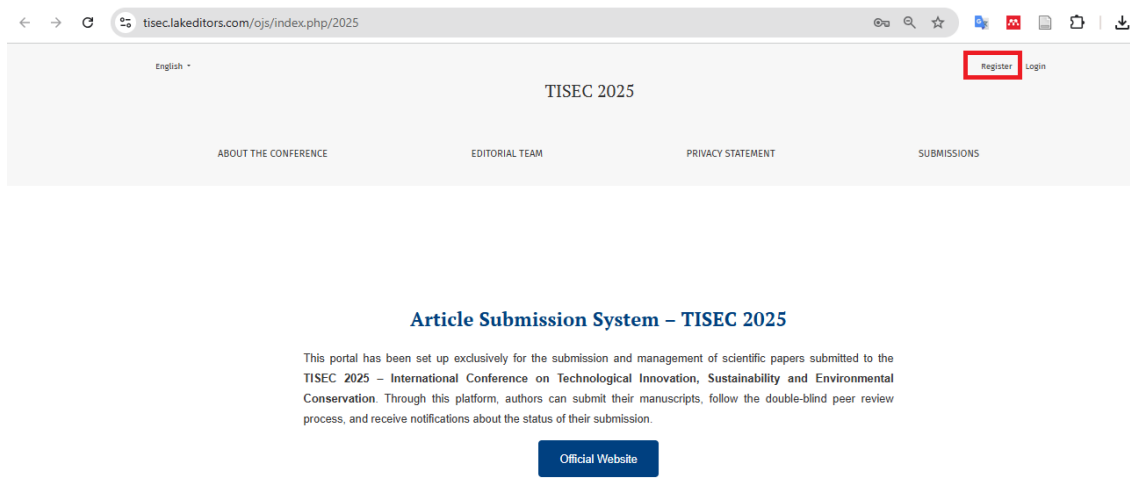 tisec.lakeditors.com/ojs/index.php/2025
English
Register Login
TISEC 2025
ABOUT THE CONFERENCE EDITORIAL TEAM PRIVACY STATEMENT SUBMISSIONS
Article Submission System – TISEC 2025
This portal has been set up exclusively for the submission and management of scientific papers submitted to the
TISEC 2025 – International Conference on Technological Innovation, Sustainability and Environmental
Conservation. Through this platform, authors can submit their manuscripts, follow the double-blind peer review
process, and receive notifications about the status of their submission.
Official Website